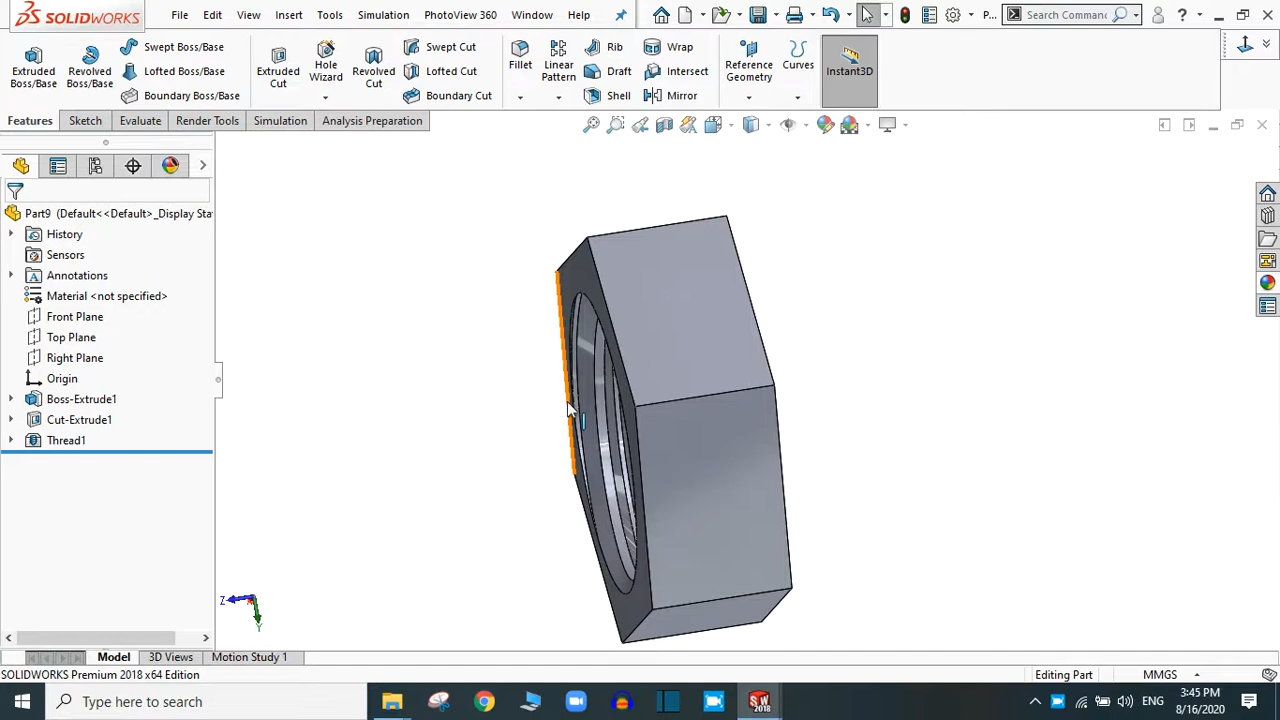 SOLIDWORKS File Edit View Insert Tools Simulation PhotoView 360 Window Help P... Search Commanc ?
Extruded Boss/Base
Revolved Boss/Base
Swept Boss/Base
Lofted Boss/Base
Boundary Boss/Base
Extruded Cut
Hole Wizard
Revolved Cut
Swept Cut
Lofted Cut
Boundary Cut
Fillet
Linear Pattern
Rib
Draft
Shell
Wrap
Intersect
Mirror
Reference Geometry
Curves
Instant3D
Features Sketch Evaluate Render Tools Simulation Analysis Preparation
Part9 (Default<<Default>_Display Sta
History
Sensors
Annotations
Material <not specified>
Front Plane
Top Plane
Right Plane
Origin
Boss-Extrude1
Cut-Extrude1
Thread1
Z
Y
Model 3D Views Motion Study 1
SOLIDWORKS Premium 2018 x64 Edition Editing Part MMGS
Type here to search
SW
2018
ENG
3:45 PM
8/16/2020